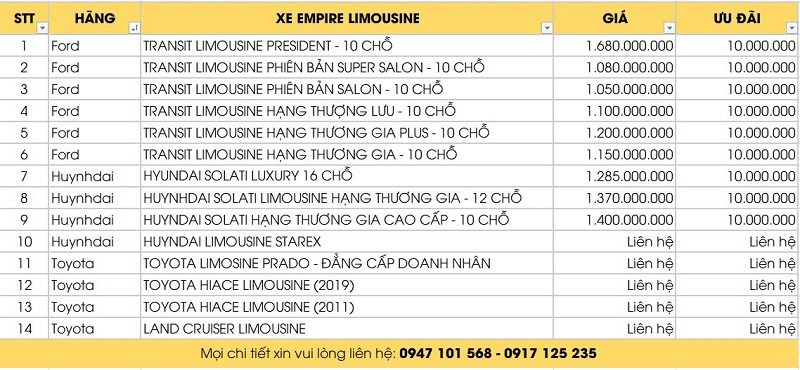 STT HÃNG XE EMPIRE LIMOUSINE GIÁ ƯU ĐÃI
1 Ford TRANSIT LIMOUSINE PRESIDENT - 10 CHỖ 1.680.000.000 10.000.000
2 Ford TRANSIT LIMOUSINE PHIÊN BẢN SUPER SALON - 10 CHỖ 1.080.000.000 10.000.000
3 Ford TRANSIT LIMOUSINE PHIÊN BẢN SALON - 10 CHỖ 1.050.000.000 10.000.000
4 Ford TRANSIT LIMOUSINE HẠNG THƯỢNG LƯU - 10 CHỖ 1.100.000.000 10.000.000
5 Ford TRANSIT LIMOUSINE HẠNG THƯỢNG GIA PLUS - 10 CHỖ 1.200.000.000 10.000.000
6 Ford TRANSIT LIMOUSINE HẠNG THƯỢNG GIA - 10 CHỖ 1.150.000.000 10.000.000
7 Huynhdai HYUNDAI SOLATI LUXURY 16 CHỖ 1.285.000.000 10.000.000
8 Huynhdai HUYNHDAI SOLATI LIMOUSINE HẠNG THƯƠNG GIA - 12 CHỖ 1.370.000.000 10.000.000
9 Huynhdai HYUNDAI SOLATI HẠNG THƯƠNG GIA CAO CẤP - 10 CHỖ 1.400.000.000 10.000.000
10 Huynhdai HUYNDAI LIMOUSINE STAREX Liên hệ Liên hệ
11 Toyota TOYOTA LIMOSINE PRADO - ĐẲNG CẤP DOANH NHÂN Liên hệ Liên hệ
12 Toyota TOYOTA HIACE LIMOUSINE (2019) Liên hệ Liên hệ
13 Toyota TOYOTA HIACE LIMOUSINE (2011) Liên hệ Liên hệ
14 Toyota LAND CRUISER LIMOUSINE Liên hệ Liên hệ
Mọi chi tiết xin vui lòng liên hệ: 0947 101 568 - 0917 125 235